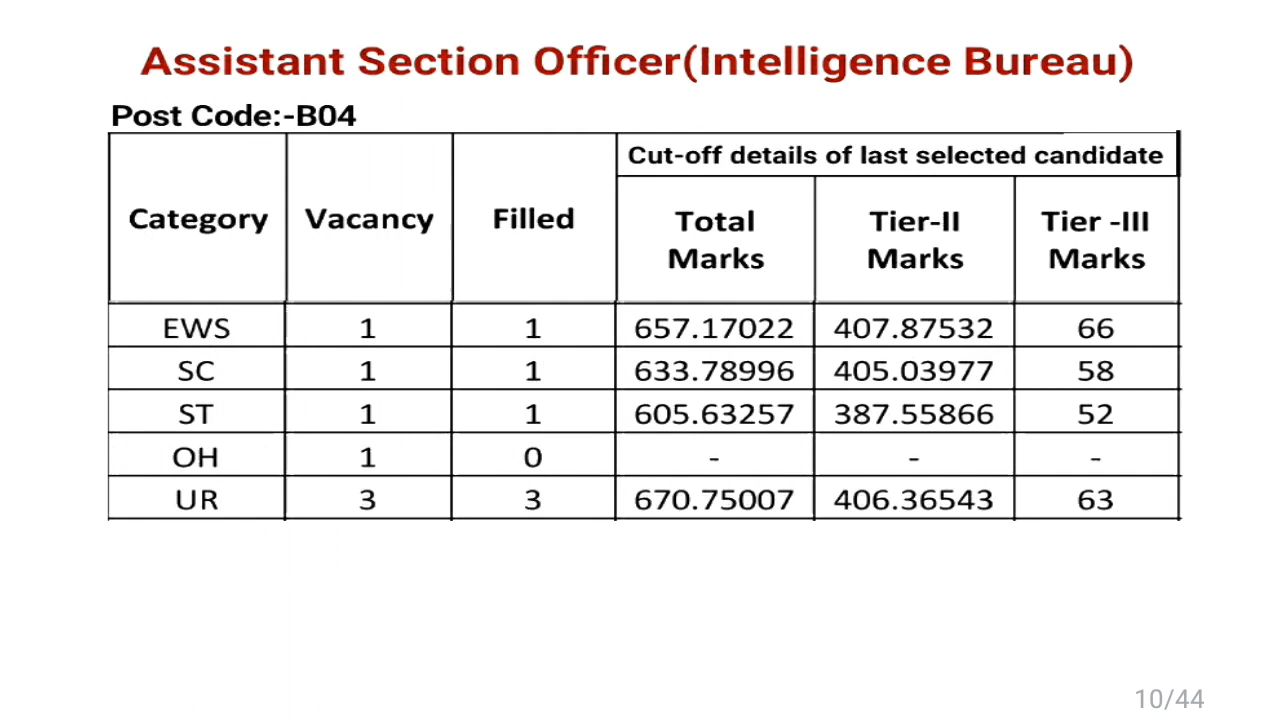 Assistant Section Officer(Intelligence Bureau)
Post Code:-B04
Category Vacancy Filled Cut-off details of last selected candidate
Total Marks Tier-II Marks Tier -III Marks
EWS 1 1 657.17022 407.87532 66
SC 1 1 633.78996 405.03977 58
ST 1 1 605.63257 387.55866 52
OH 1 0 - - -
UR 3 3 670.75007 406.36543 63
10/44